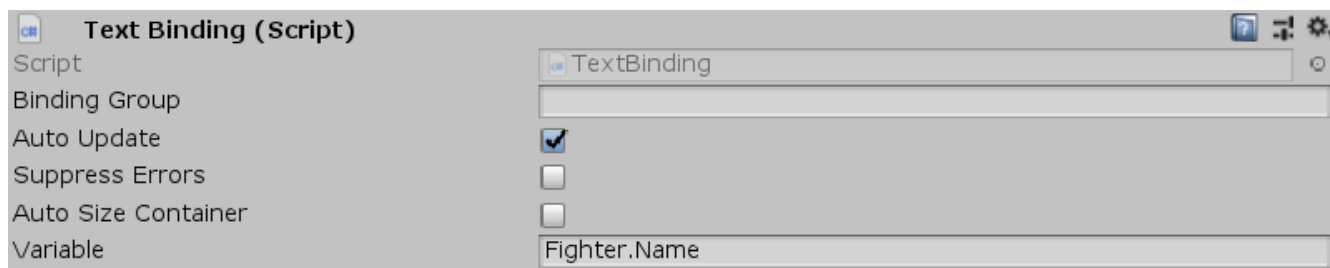 Text Binding (Script)
Script TextBinding
Binding Group
Auto Update
Suppress Errors
Auto Size Container
Variable Fighter.Name